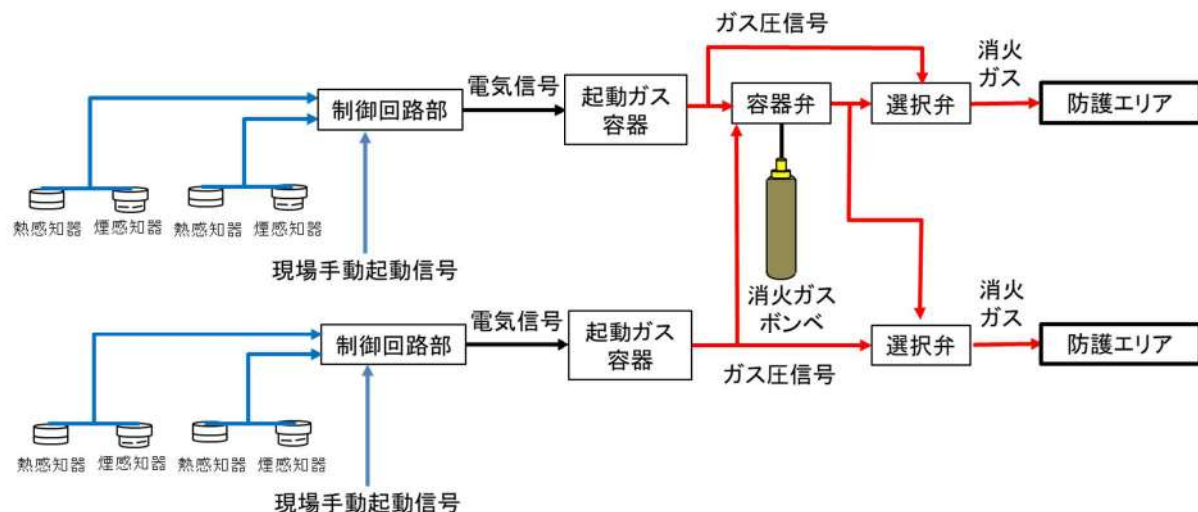 ガス圧信号
消火
ガス
電気信号
起動ガス
容器
制御回路部
容器弁
選択弁
防護エリア
熱感知器
煙感知器
熱感知器
煙感知器
現場手動起動信号
消火ガス
ボンベ
消火
ガス
電気信号
起動ガス
容器
制御回路部
選択弁
防護エリア
ガス圧信号
熱感知器
煙感知器
熱感知器
煙感知器
現場手動起動信号